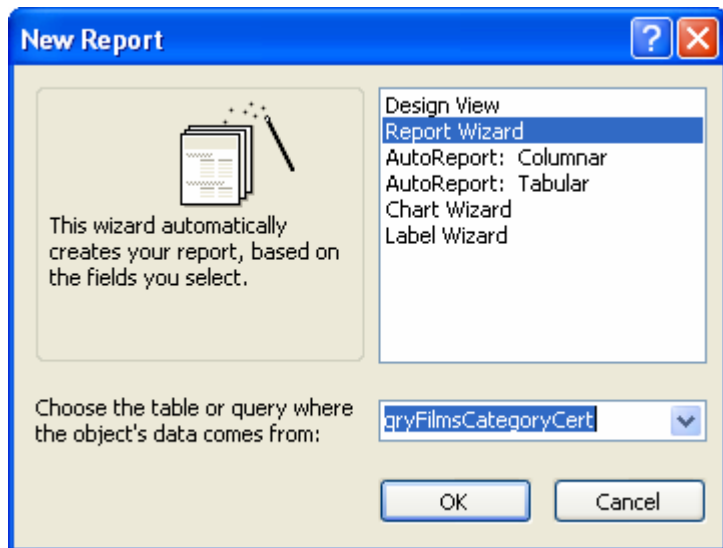 New Report
Design View
Report Wizard
AutoReport: Columnar
AutoReport: Tabular
Chart Wizard
Label Wizard
This wizard automatically
creates your report, based on
the fields you select.
Choose the table or query where
the object's data comes from:
qryFilmsCategoryCert
OK
Cancel